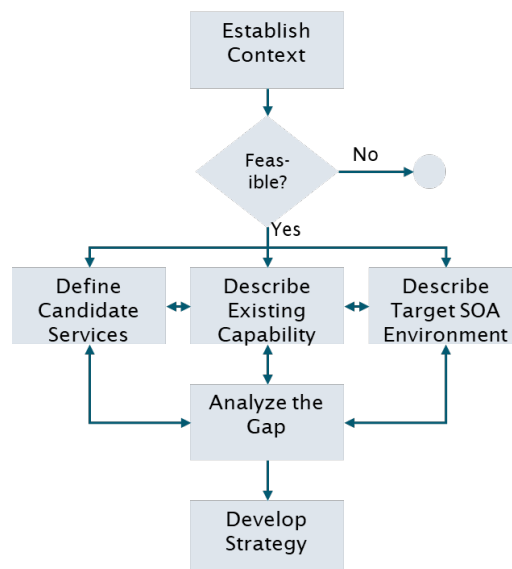 Establish
Context
Feas-
ible?
No
Yes
Define
Candidate
Services
Describe
Existing
Capability
Describe
Target SOA
Environment
Analyze the
Gap
Develop
Strategy